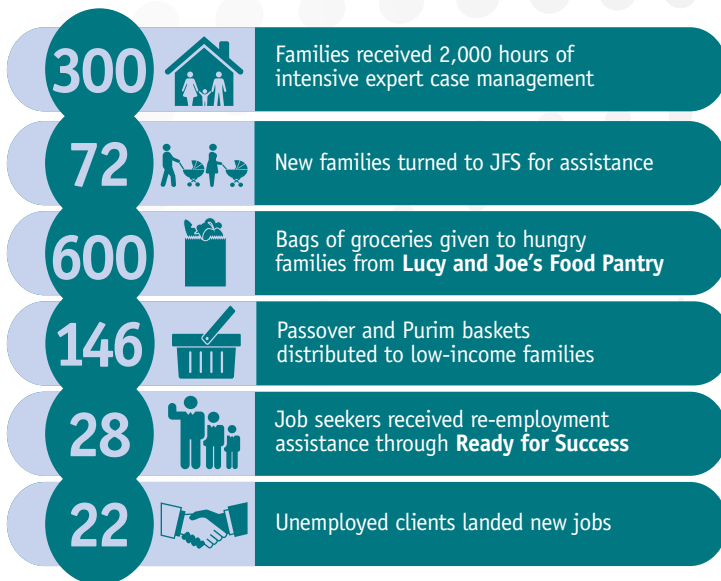 300
Families received 2,000 hours of
intensive expert case management
72
New families turned to JFS for assistance
600
Bags of groceries given to hungry
families from Lucy and Joe's Food Pantry
146
Passover and Purim baskets
distributed to low-income families
28
Job seekers received re-employment
assistance through Ready for Success
22
Unemployed clients landed new jobs